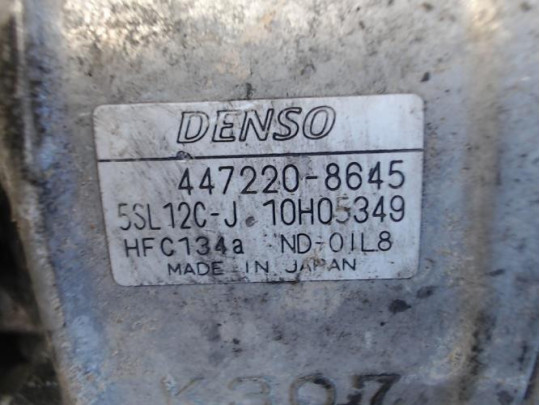 DENSO
447220-8645
5SL12C-J 10H05349
HFC134a ND-OIL8
MADE IN JAPAN